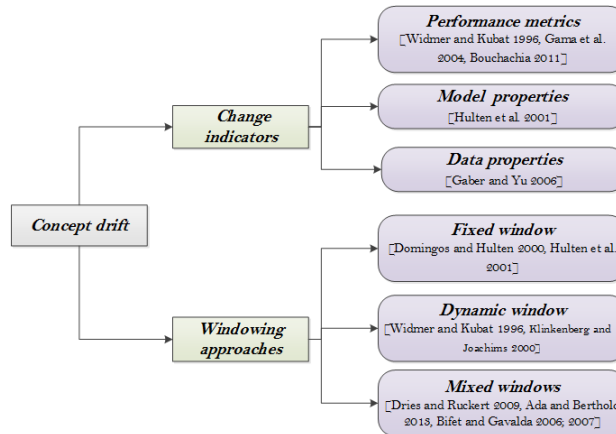 Performance metrics
[Widmer and Kubat 1996, Gama et al.
2004, Bouchachia 2011]
Model properties
[Hulten et al. 2001]
Change
indicators
Data properties
[Gaber and Yu 2006]
Concept drift
Fixed window
[Domingos and Hulten 2000, Hulten et al.
2001]
Dynamic window
[Widmer and Kubat 1996, Klinkenberg and
Joachims 2000]
Windowing
approaches
Mixed windows
[Dries and Ruckert 2009, Ada and Berthold
2013, Bifet and Gavalda 2006; 2007]